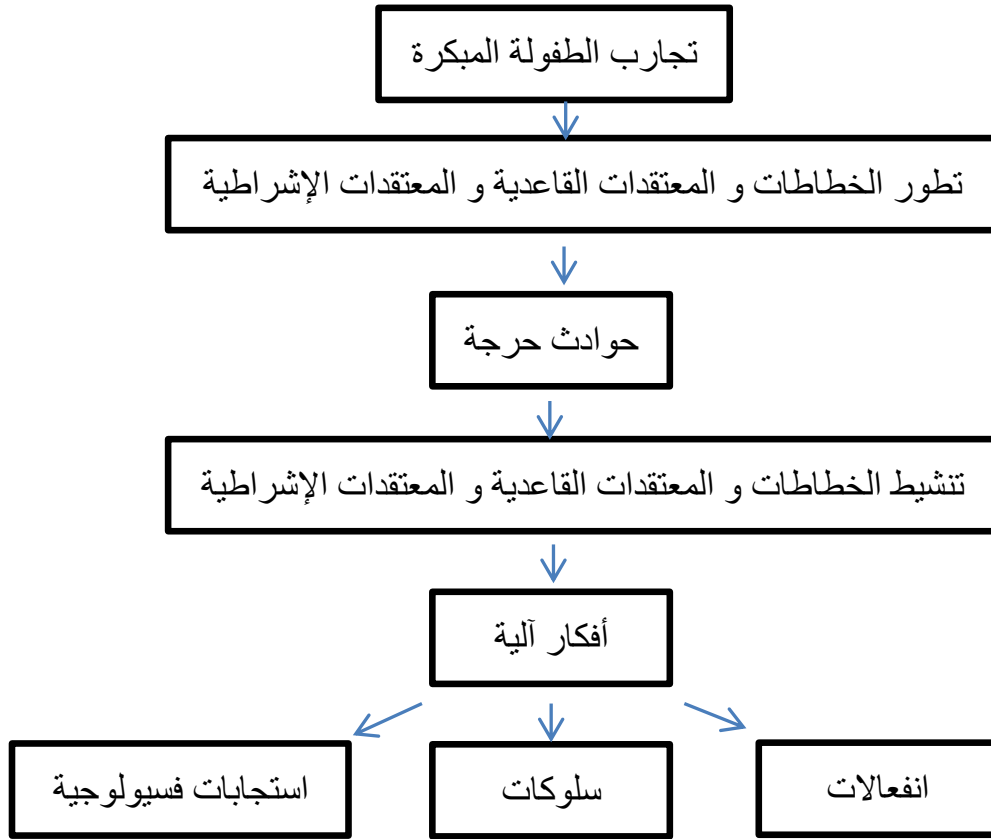 تجارب الطفولة المبكرة
تطور الخطاطات و المعتقدات القاعدية و المعتقدات الإشراطية
حوادث حرجة
تنشيط الخطاطات و المعتقدات القاعدية و المعتقدات الإشراطية
أفكار آلية
انفعالات
سلوكات
استجابات فسيولوجية